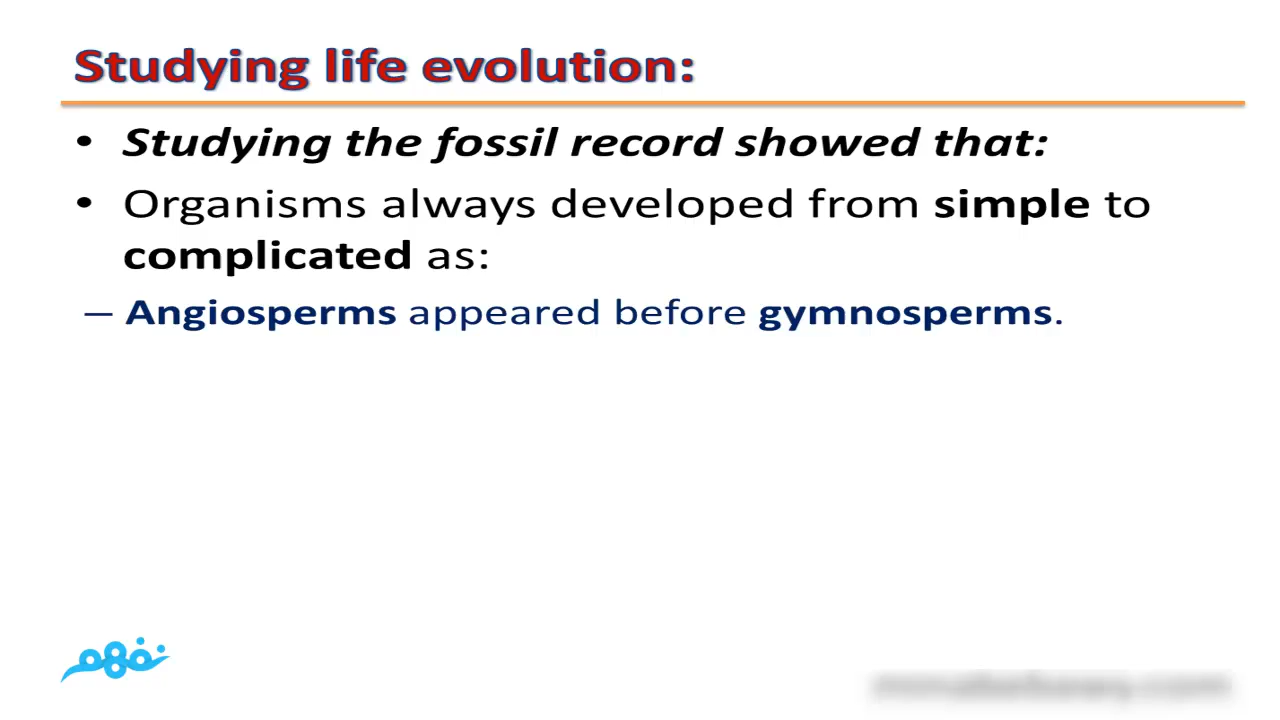 Studying life evolution:
• Studying the fossil record showed that:
• Organisms always developed from simple to
complicated as:
– Angiosperms appeared before gymnosperms.
نفهم